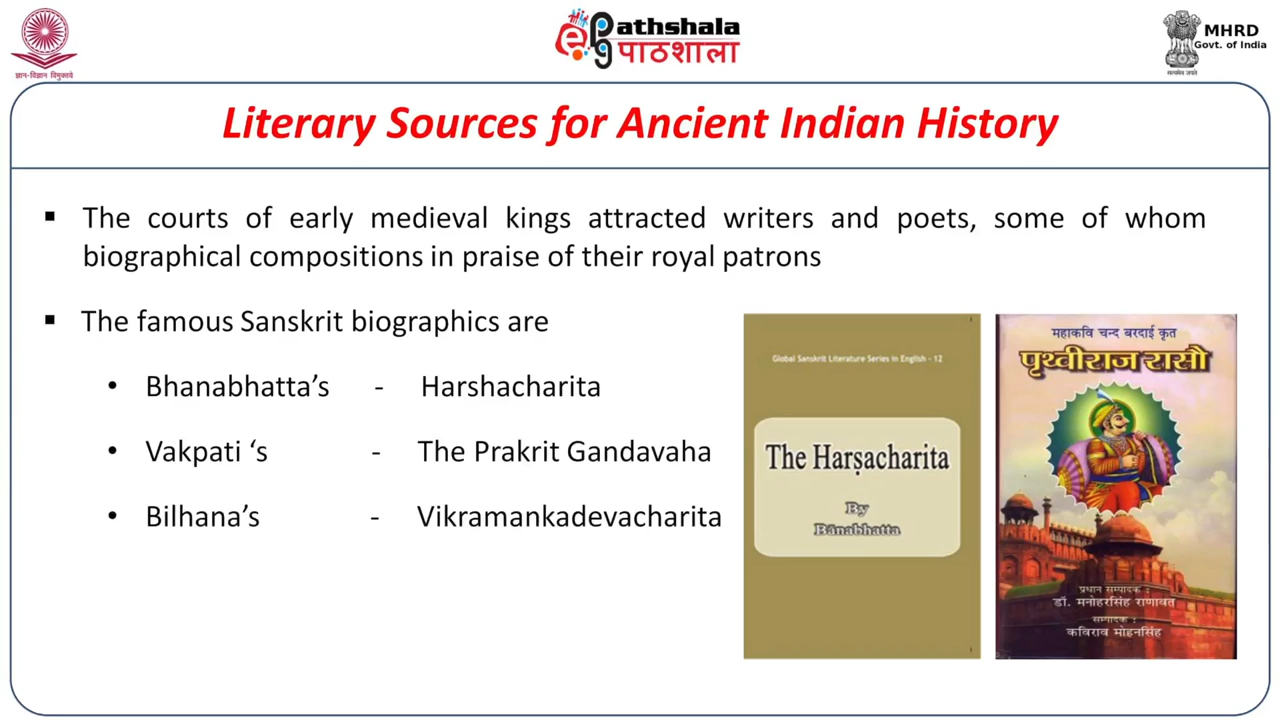 ज्ञान-विज्ञान विमुक्तये
ePathshala
पाठशाला
MHRD
Govt. of India
सत्यमेव जयते
Literary Sources for Ancient Indian History
▪ The courts of early medieval kings attracted writers and poets, some of whom
biographical compositions in praise of their royal patrons
▪ The famous Sanskrit biographics are
• Bhanabhatta’s - Harshacharita
• Vakpati ‘s - The Prakrit Gandavaha
• Bilhana’s - Vikramankadevacharita
Global Sanskrit Literature Series in English - 12
The Harṣacharita
By
Bānabhatta
महाकवि चन्द बरदाई कृत
पृथ्वीराज रासौ
प्रधान सम्पादक :
डॉ. मनोहरसिंह राणावत
सम्पादक :
कविराव मोहनसिंह